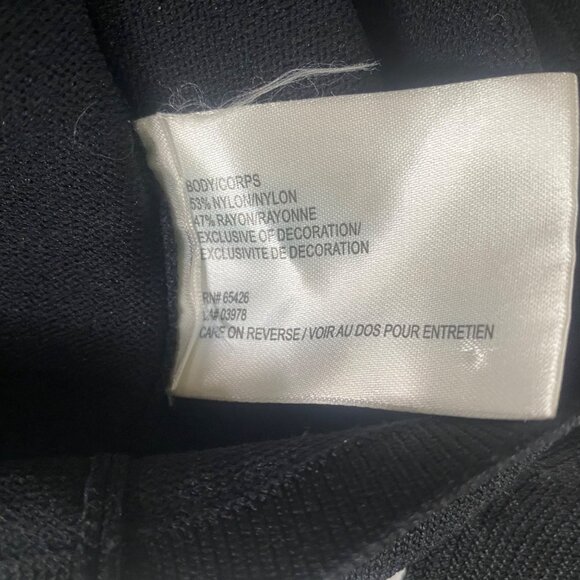 BODY/CORPS
53% NYLON/NYLON
47% RAYON/RAYONNE
EXCLUSIVE OF DECORATION/
EXCLUSIVITE DE DECORATION
RN# 65426
03978
CARE ON REVERSE / VOIR AU DOS POUR ENTRETIEN